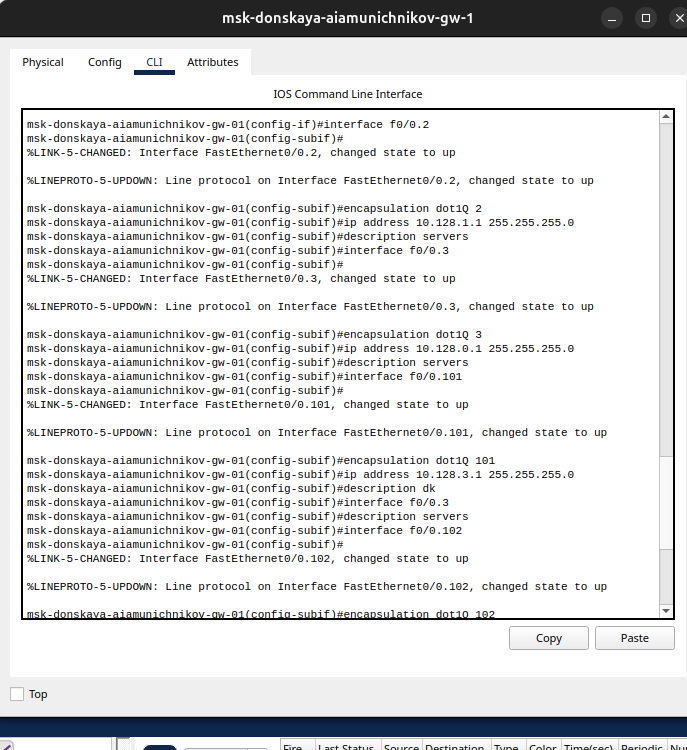 msk-donskaya-aiamunichnikov-gw-1
Physical Config CLI Attributes
IOS Command Line Interface
msk-donskaya-aiamunichnikov-gw-01(config-if)#interface f0/0.2
msk-donskaya-aiamunichnikov-gw-01(config-subif)#
%LINK-5-CHANGED: Interface FastEthernet0/0.2, changed state to up
%LINEPROTO-5-UPDOWN: Line protocol on Interface FastEthernet0/0.2, changed state to up
msk-donskaya-aiamunichnikov-gw-01(config-subif)#encapsulation dot1Q 2
msk-donskaya-aiamunichnikov-gw-01(config-subif)#ip address 10.128.1.1 255.255.255.0
msk-donskaya-aiamunichnikov-gw-01(config-subif)#description servers
msk-donskaya-aiamunichnikov-gw-01(config-subif)#interface f0/0.3
msk-donskaya-aiamunichnikov-gw-01(config-subif)#
%LINK-5-CHANGED: Interface FastEthernet0/0.3, changed state to up
%LINEPROTO-5-UPDOWN: Line protocol on Interface FastEthernet0/0.3, changed state to up
msk-donskaya-aiamunichnikov-gw-01(config-subif)#encapsulation dot1Q 3
msk-donskaya-aiamunichnikov-gw-01(config-subif)#ip address 10.128.0.1 255.255.255.0
msk-donskaya-aiamunichnikov-gw-01(config-subif)#description servers
msk-donskaya-aiamunichnikov-gw-01(config-subif)#interface f0/0.101
msk-donskaya-aiamunichnikov-gw-01(config-subif)#
%LINK-5-CHANGED: Interface FastEthernet0/0.101, changed state to up
%LINEPROTO-5-UPDOWN: Line protocol on Interface FastEthernet0/0.101, changed state to up
msk-donskaya-aiamunichnikov-gw-01(config-subif)#encapsulation dot1Q 101
msk-donskaya-aiamunichnikov-gw-01(config-subif)#ip address 10.128.3.1 255.255.255.0
msk-donskaya-aiamunichnikov-gw-01(config-subif)#description dk
msk-donskaya-aiamunichnikov-gw-01(config-subif)#interface f0/0.3
msk-donskaya-aiamunichnikov-gw-01(config-subif)#description servers
msk-donskaya-aiamunichnikov-gw-01(config-subif)#interface f0/0.102
msk-donskaya-aiamunichnikov-gw-01(config-subif)#
%LINK-5-CHANGED: Interface FastEthernet0/0.102, changed state to up
%LINEPROTO-5-UPDOWN: Line protocol on Interface FastEthernet0/0.102, changed state to up
msk-donskaya-aiamunichnikov-gw-01(config-subif)#encapsulation dot1Q 102
Copy Paste
Top
Fire Last Status Source Destination Type Color Time(sec) Periodic